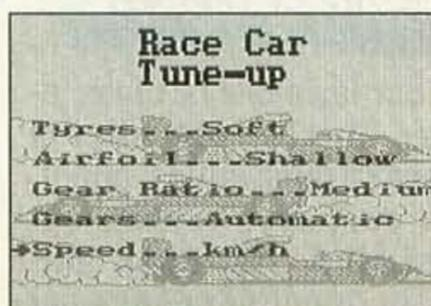 Race Car
Tune-up
Tyres...Soft
Airfoil...Shallow
Gear Ratio...Medium
Gears...Automatic
Speed...km/h